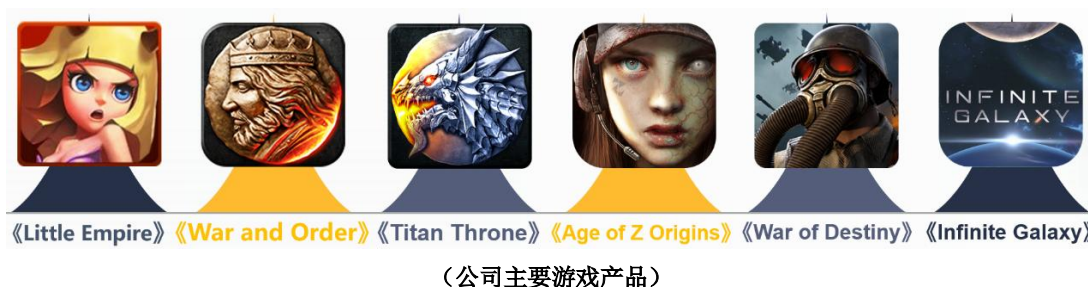 INFINITE
GALAXY
《Little Empire》 《War and Order》 《Titan Throne》 《Age of Z Origins》 《War of Destiny》 《Infinite Galaxy》
（公司主要游戏产品）